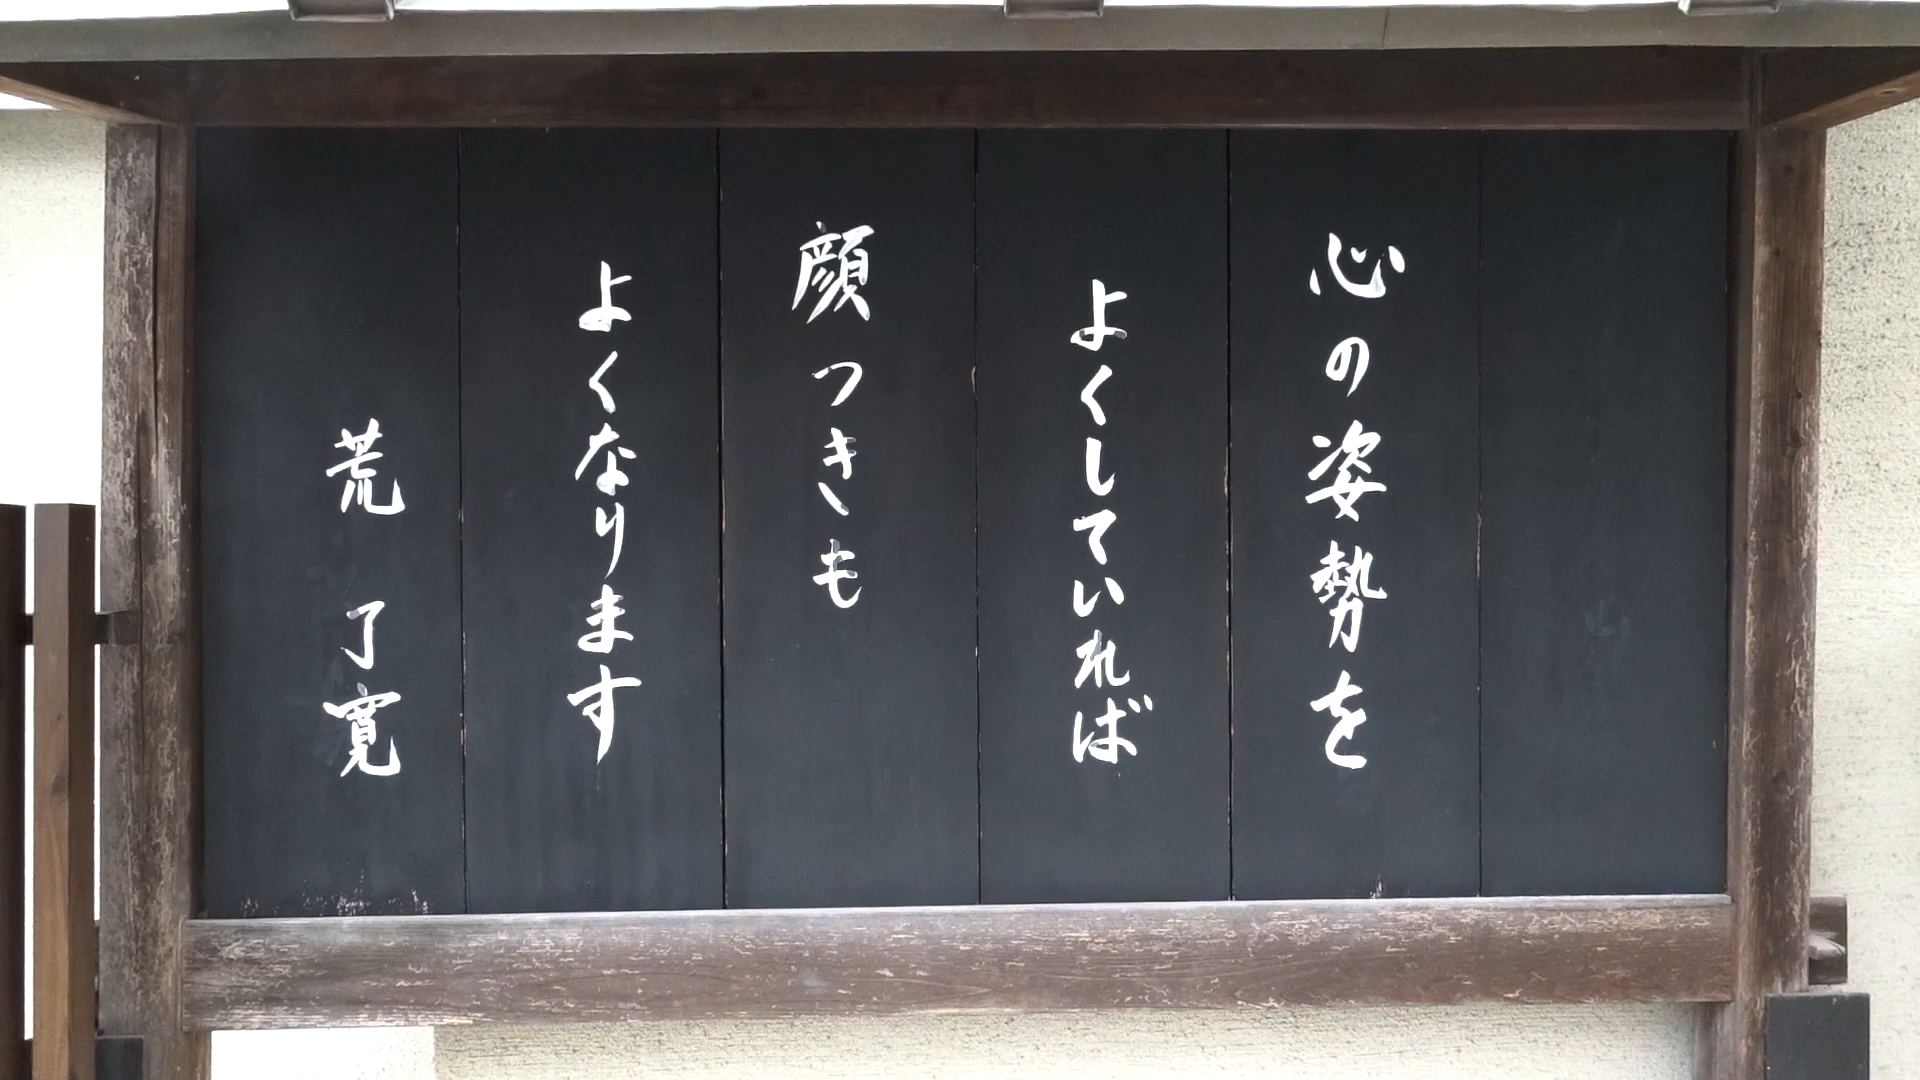 心の姿勢を
よくしていれば
顔つきも
よくなります
荒了寛